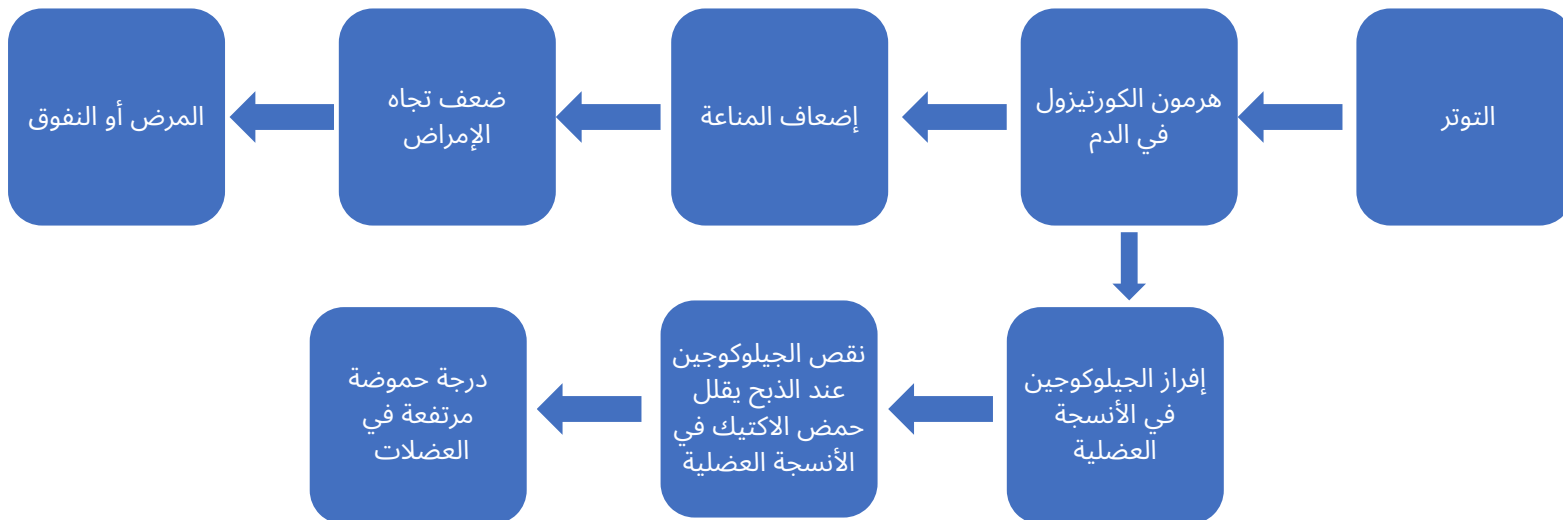 التوتر
هرمون الكورتيزول
في الدم
إضعاف المناعة
ضعف تجاه
الإمراض
المرض أو النفوق
إفراز الجيلوكوجين
في الأنسجة
العضلية
نقص الجيلوكوجين
عند الذبح يقلل
حمض الاكتيك في
الأنسجة العضلية
درجة حموضة
مرتفعة في
العضلات